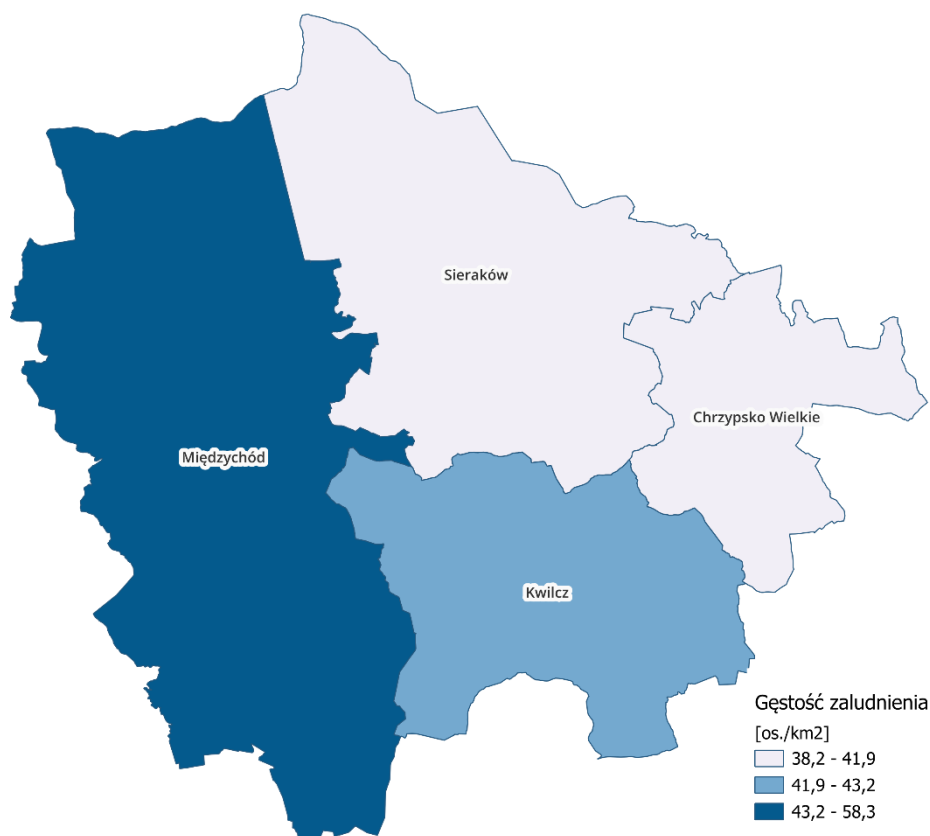 Sieraków
Chrzypsko Wielkie
Międzychód
Kwilcz
Gęstość zaludnienia
[os./km2]
38,2 - 41,9
41,9 - 43,2
43,2 - 58,3